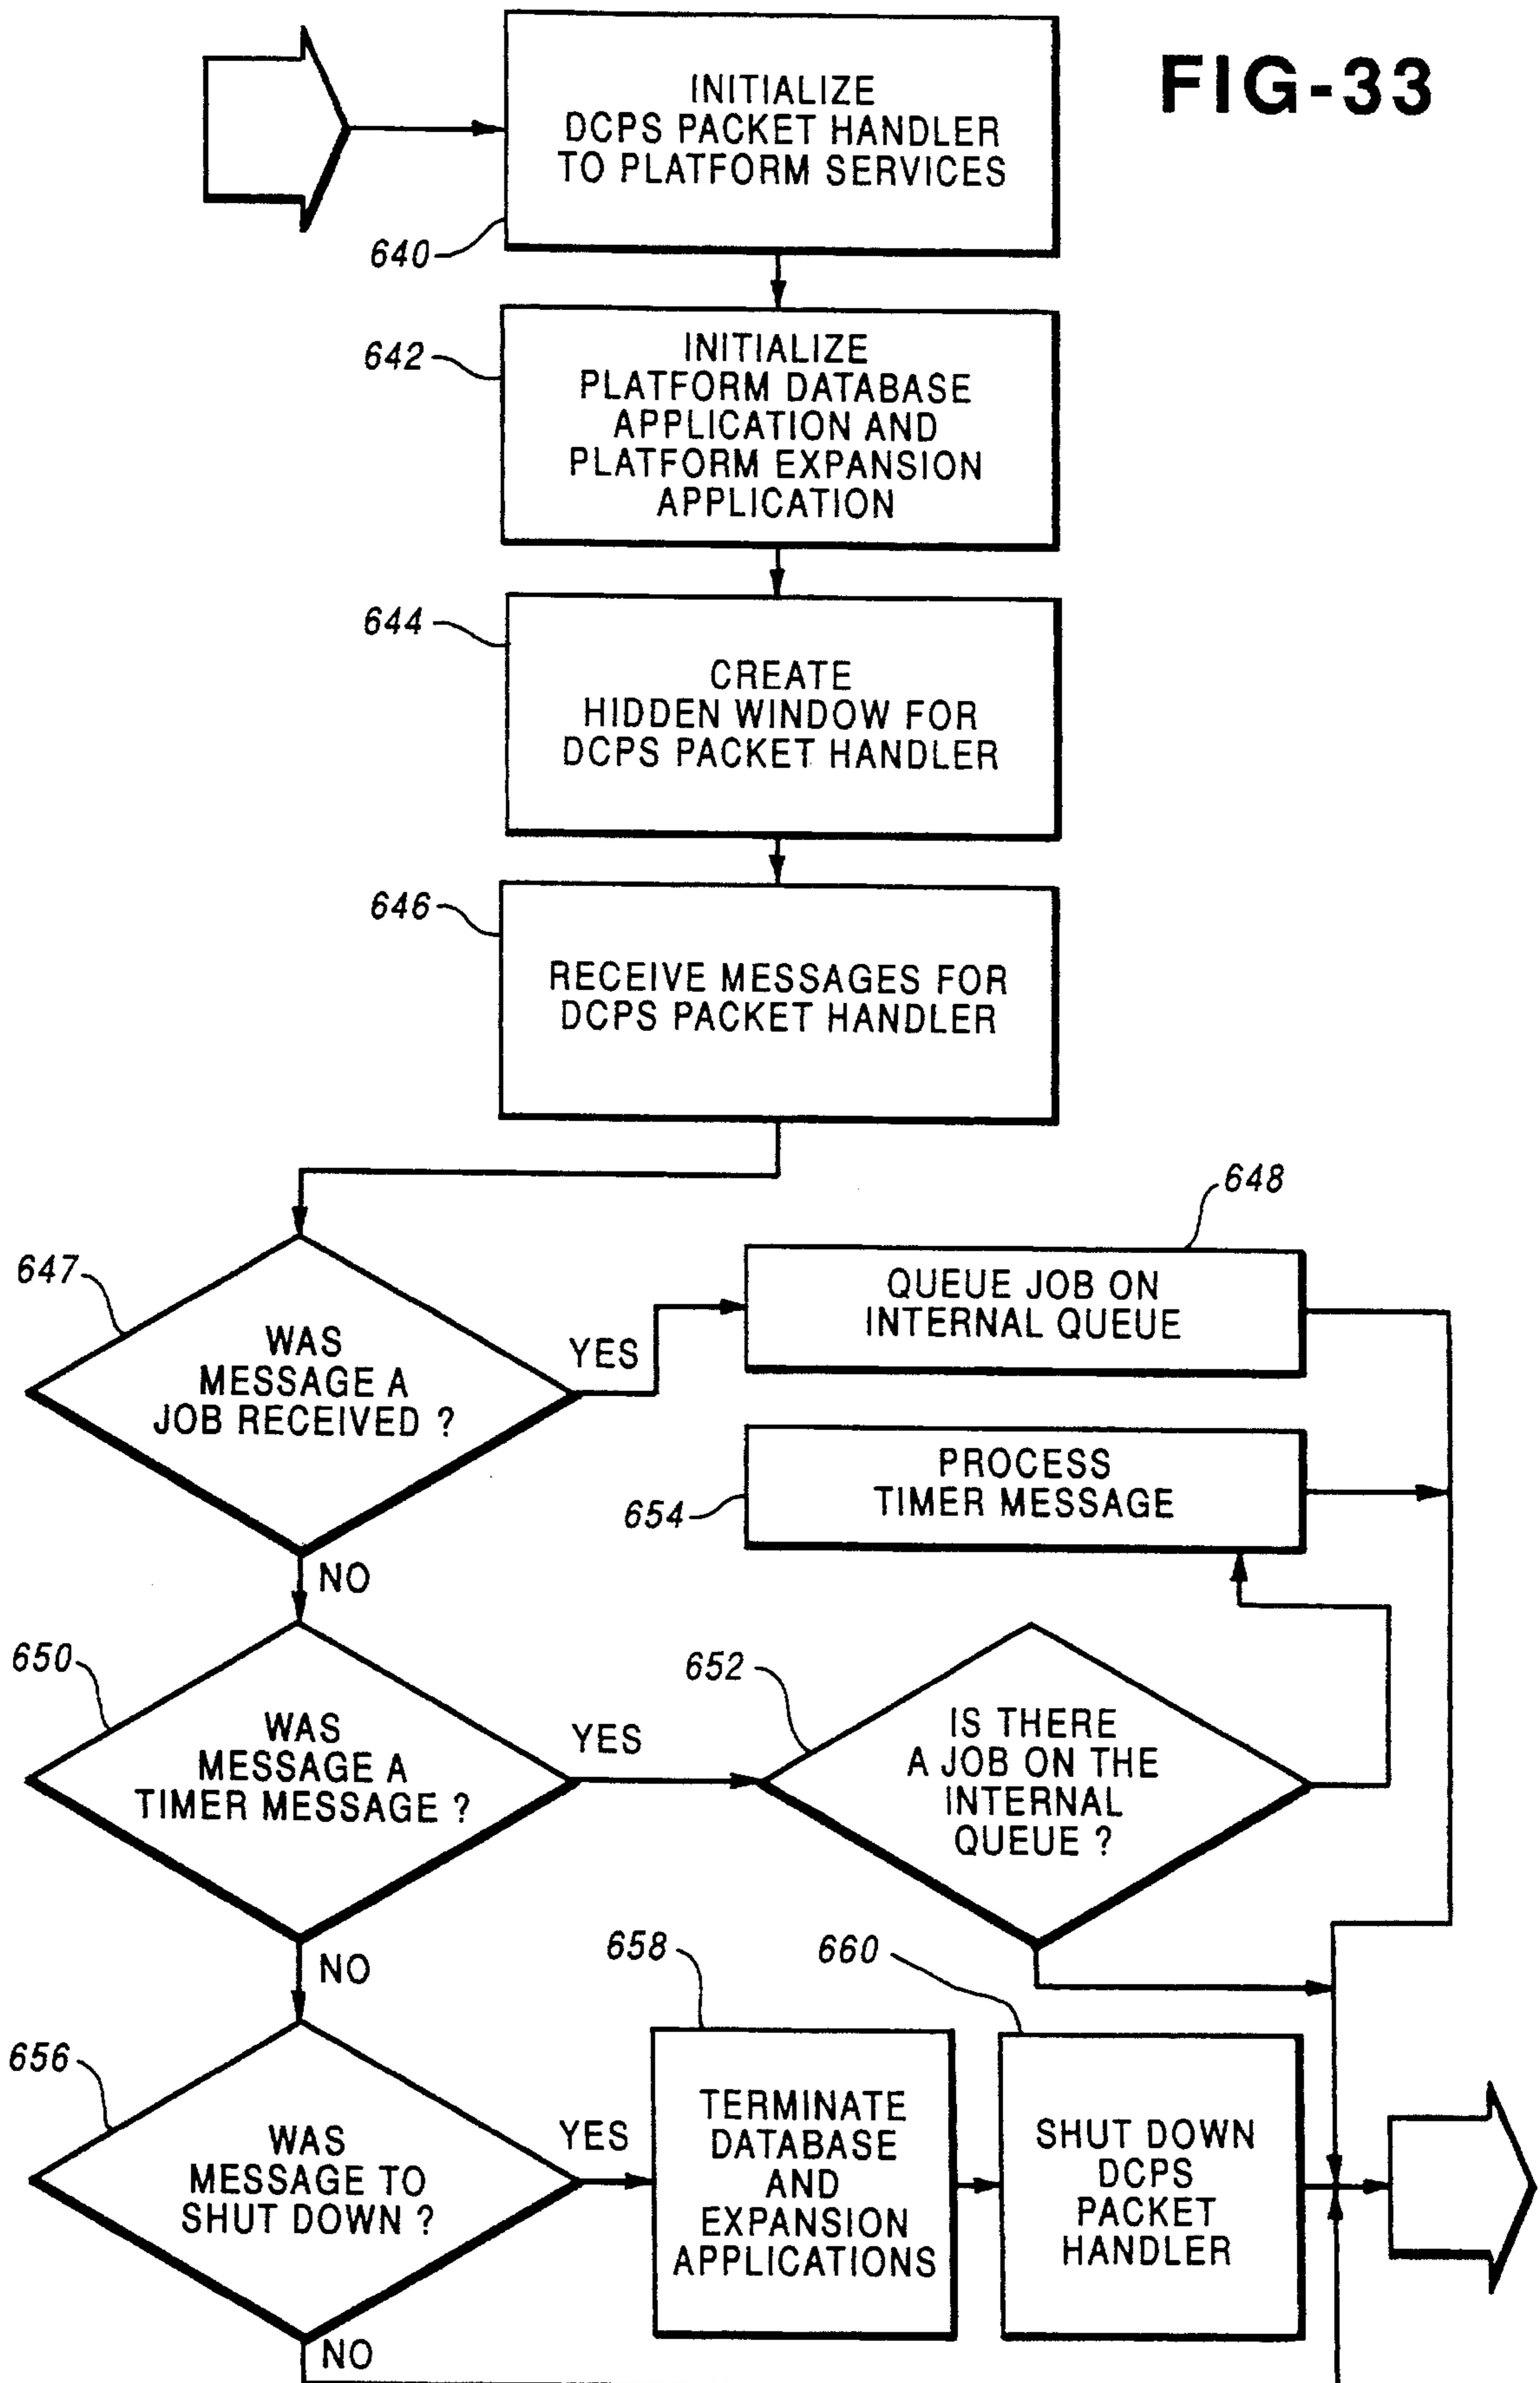 FIG-33
INITIALIZE
DCPS PACKET HANDLER
TO PLATFORM SERVICES
640
642
INITIALIZE
PLATFORM DATABASE
APPLICATION AND
PLATFORM EXPANSION
APPLICATION
644
CREATE
HIDDEN WINDOW FOR
DCPS PACKET HANDLER
646
RECEIVE MESSAGES FOR
DCPS PACKET HANDLER
647
WAS
MESSAGE A
JOB RECEIVED ?
YES
648
QUEUE JOB ON
INTERNAL QUEUE
654
PROCESS
TIMER MESSAGE
NO
650
WAS
MESSAGE A
TIMER MESSAGE ?
YES
652
IS THERE
A JOB ON THE
INTERNAL
QUEUE ?
NO
656
WAS
MESSAGE TO
SHUT DOWN ?
YES
658
TERMINATE
DATABASE
AND
EXPANSION
APPLICATIONS
660
SHUT DOWN
DCPS
PACKET
HANDLER
NO